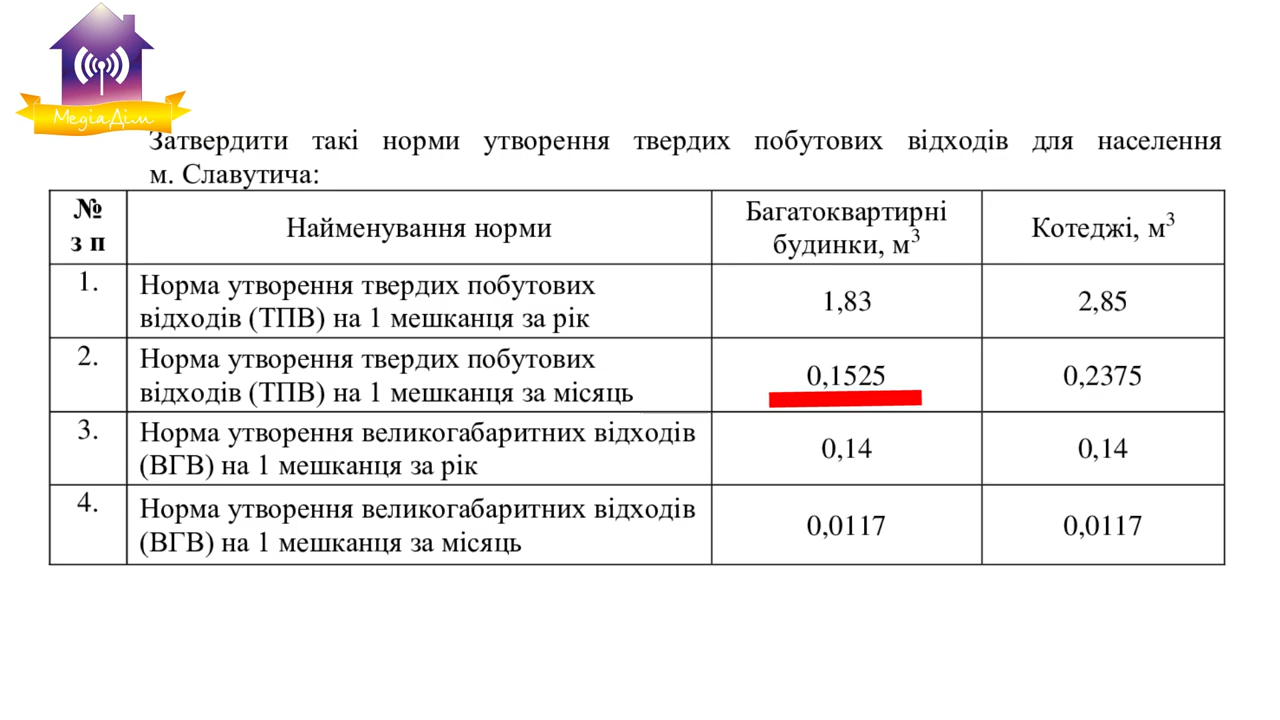 МедіаДім
Затвердити такі норми утворення твердих побутових відходів для населення
м. Славутича:
№
з п
Найменування норми
Багатоквартирні
будинки, м³
Котеджі, м³
1.
Норма утворення твердих побутових
відходів (ТПВ) на 1 мешканця за рік
1,83
2,85
2.
Норма утворення твердих побутових
відходів (ТПВ) на 1 мешканця за місяць
0,1525
0,2375
3.
Норма утворення великогабаритних відходів
(ВГВ) на 1 мешканця за рік
0,14
0,14
4.
Норма утворення великогабаритних відходів
(ВГВ) на 1 мешканця за місяць
0,0117
0,0117